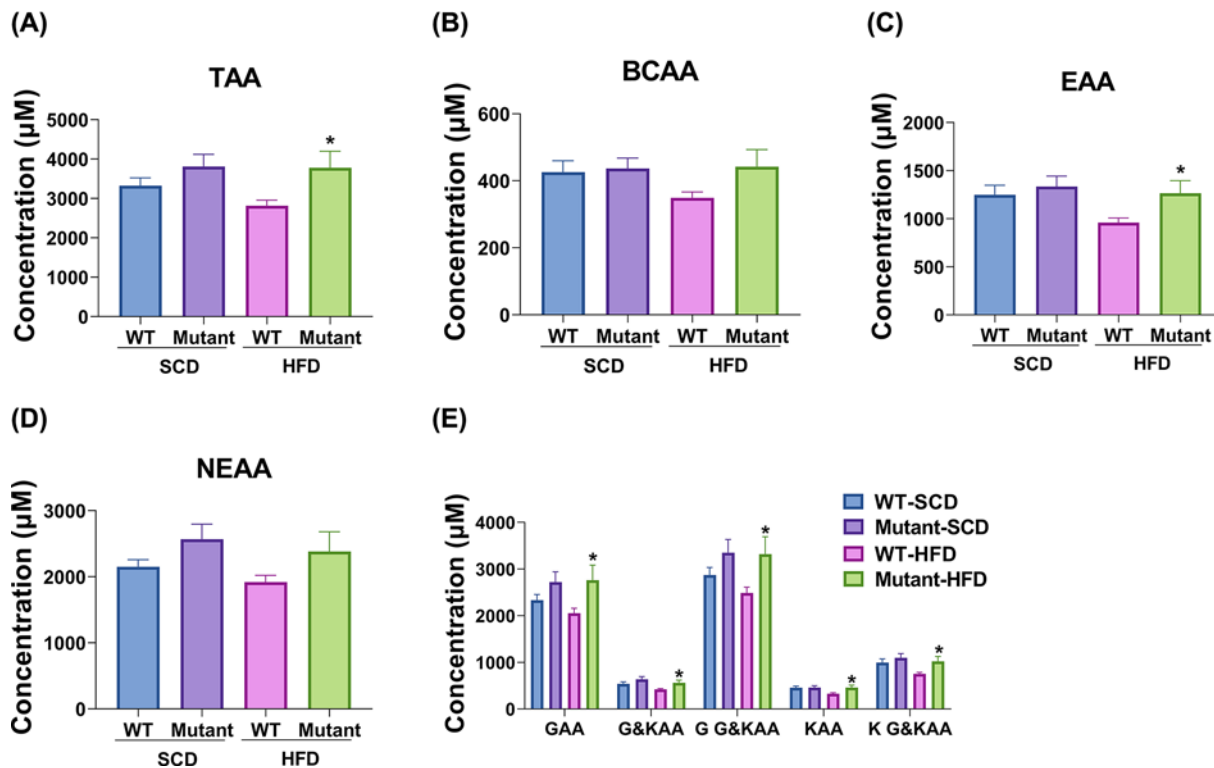 (A)
TAA
Concentration (µM)
5000
4000
3000
2000
1000
0
*
WT Mutant WT Mutant
SCD HFD
(B)
BCAA
Concentration (µM)
600
400
200
0
WT Mutant WT Mutant
SCD HFD
(C)
EAA
Concentration (µM)
2000
1500
1000
500
0
*
WT Mutant WT Mutant
SCD HFD
(D)
NEAA
Concentration (µM)
3000
2000
1000
0
WT Mutant WT Mutant
SCD HFD
(E)
Concentration (µM)
4000
3000
2000
1000
0
* * * * *
GAA G&KAA G G&KAA KAA K G&KAA
WT-SCD
Mutant-SCD
WT-HFD
Mutant-HFD